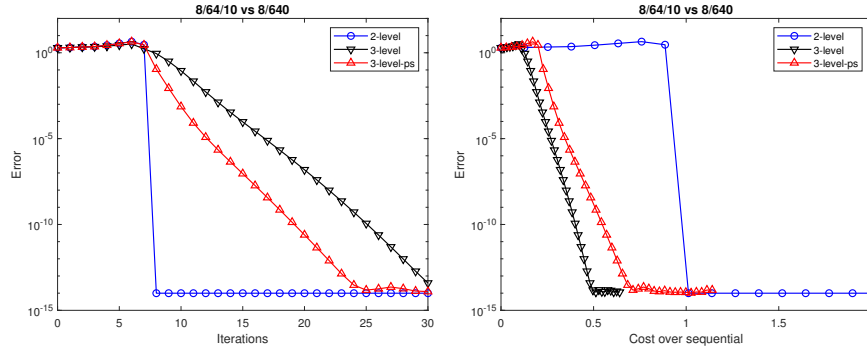 8/64/10 vs 8/640
10^0
10^-5
10^-10
10^-15
Error
0
5
10
15
20
25
30
Iterations
2-level
3-level
3-level-ps
8/64/10 vs 8/640
10^0
10^-5
10^-10
10^-15
Error
0
0.5
1
1.5
Cost over sequential
2-level
3-level
3-level-ps